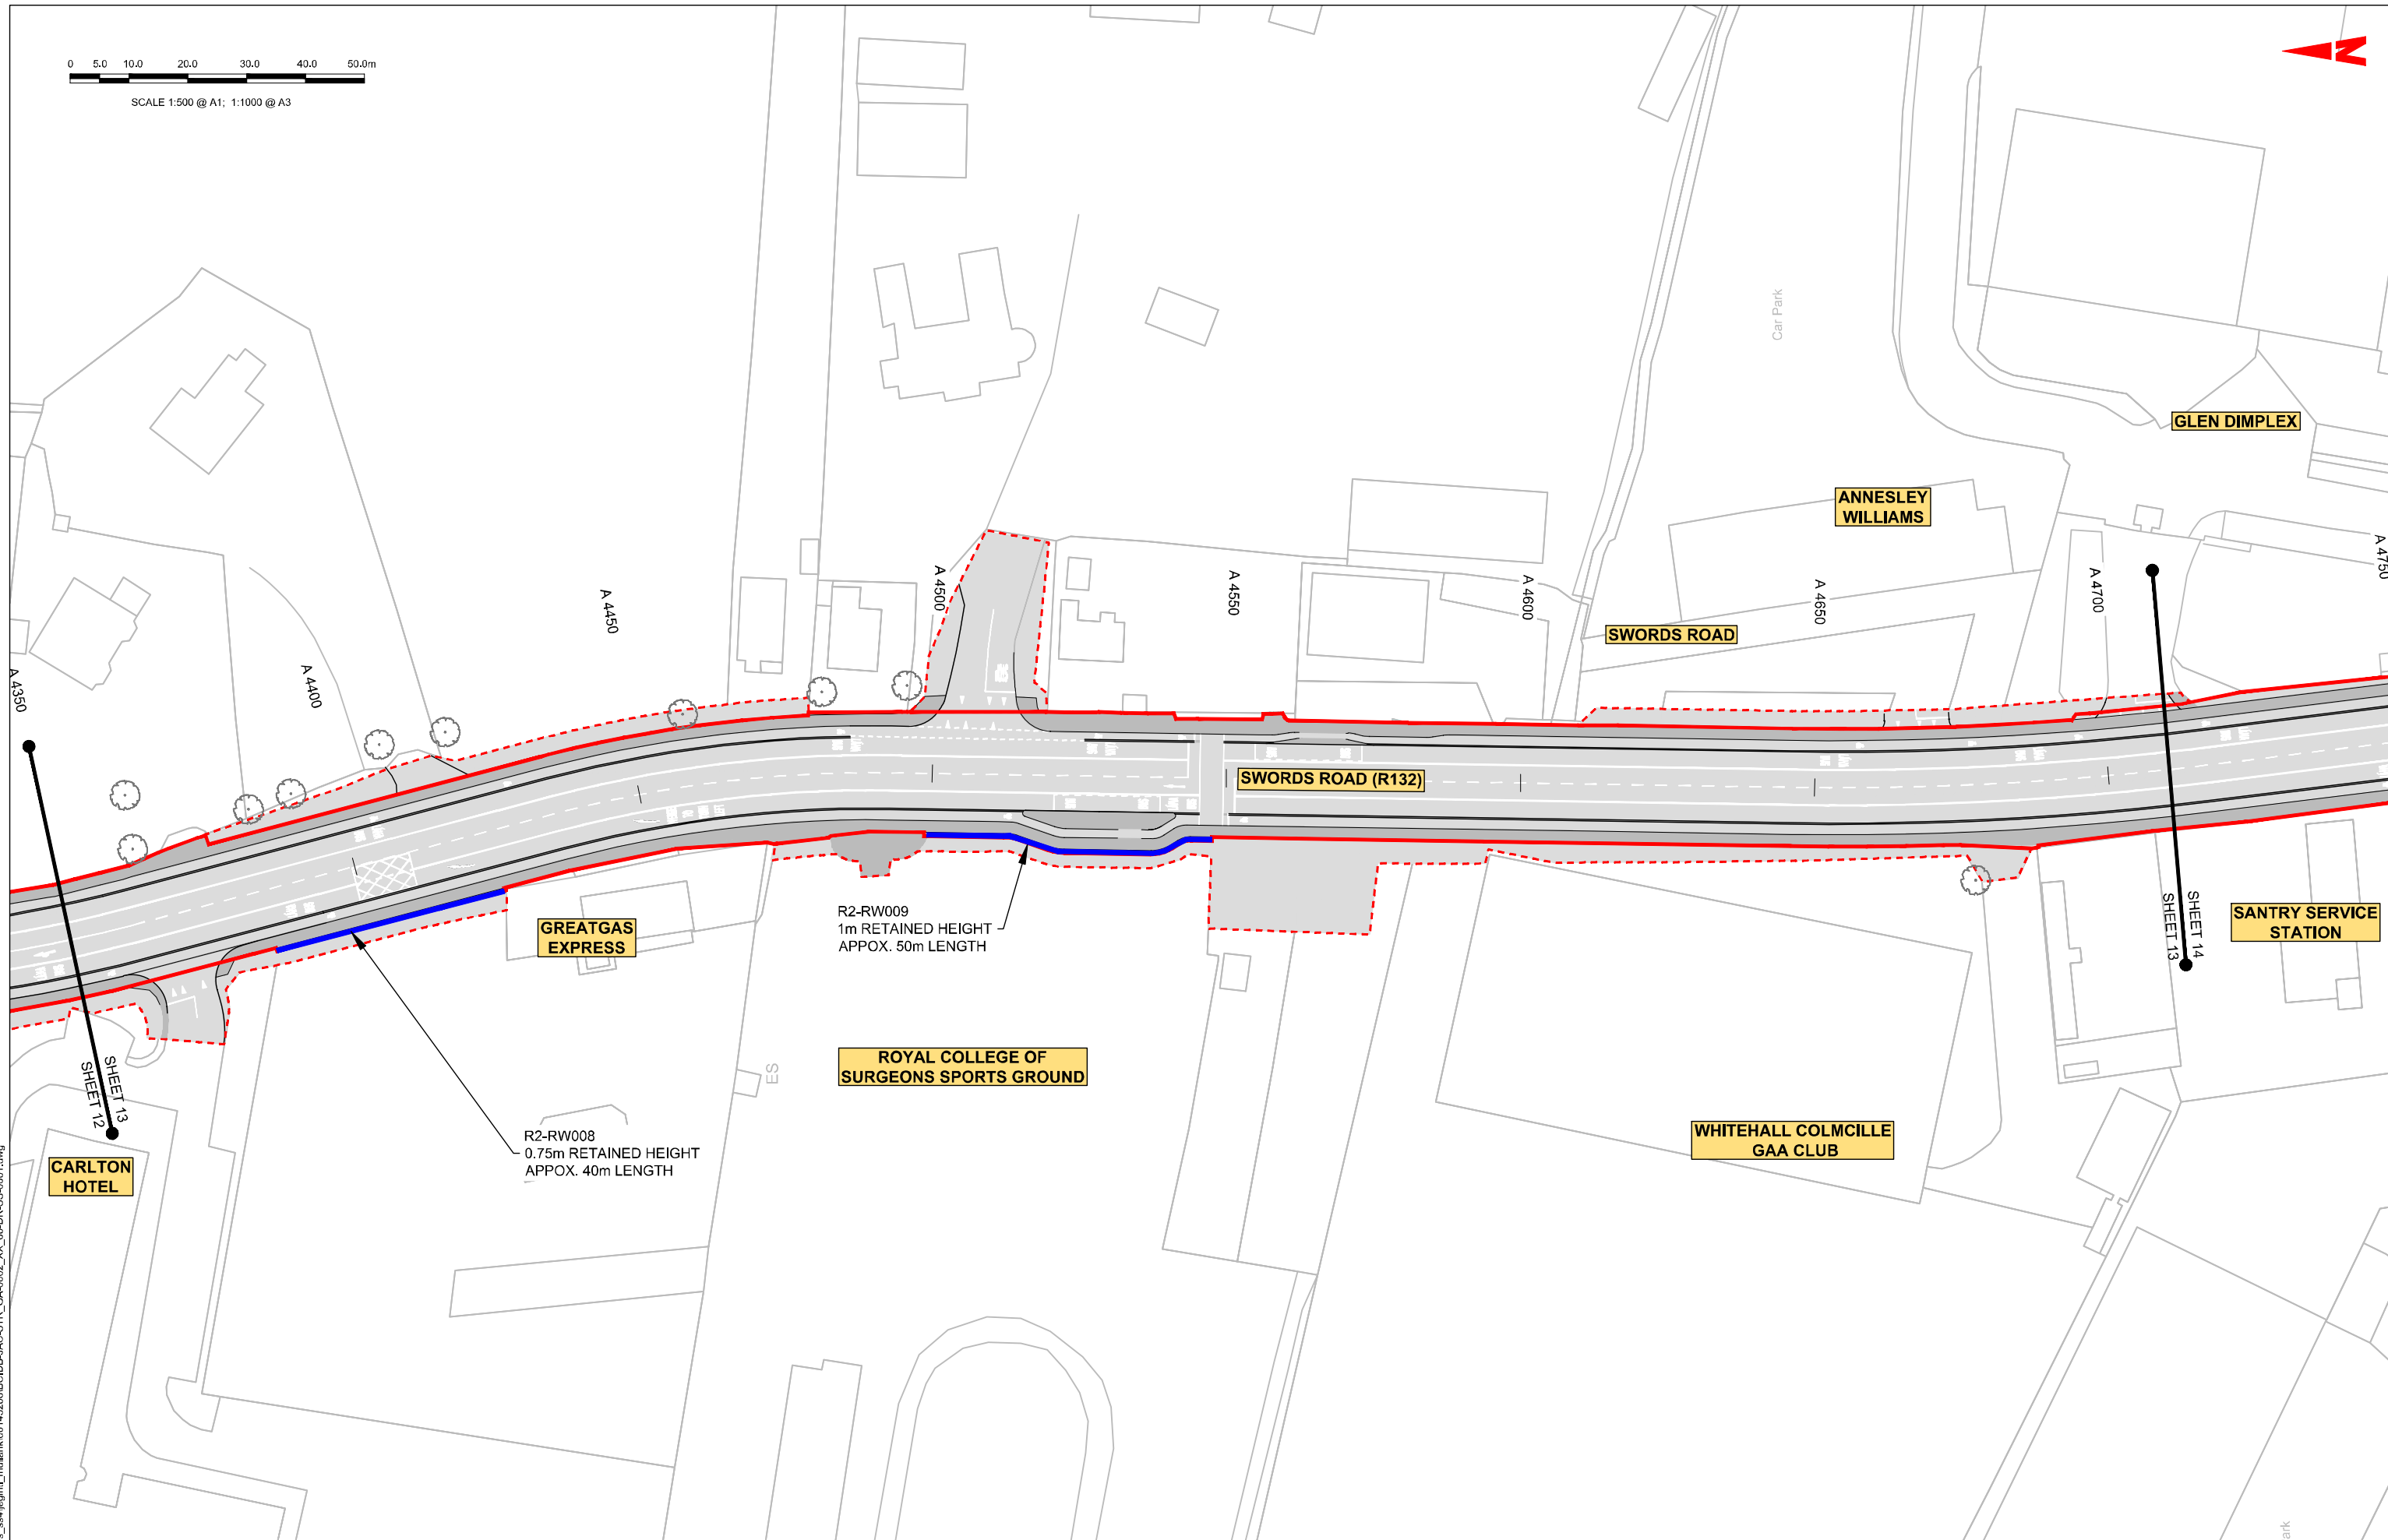 0 5.0 10.0 20.0 30.0 40.0 50.0m
SCALE 1:500 @ A1; 1:1000 @ A3
N
Car Park
GLEN DIMPLEX
ANNESLEY
WILLIAMS
SWORDS ROAD
A 4350
A 4400
A 4450
A 4500
A 4550
A 4600
A 4650
A 4700
A 4750
SWORDS ROAD (R132)
GREATGAS
EXPRESS
R2-RW009
1m RETAINED HEIGHT
APPOX. 50m LENGTH
SANTRY SERVICE
STATION
SHEET 14
SHEET 13
ROYAL COLLEGE OF
SURGEONS SPORTS GROUND
ES
SHEET 13
SHEET 12
R2-RW008
0.75m RETAINED HEIGHT
APPOX. 40m LENGTH
WHITEHALL COLMCILLE
GAA CLUB
CARLTON
HOTEL